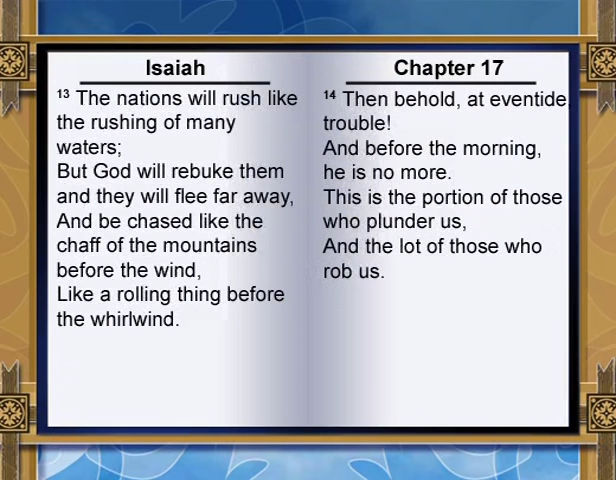 Isaiah
¹³ The nations will rush like
the rushing of many
waters;
But God will rebuke them
and they will flee far away,
And be chased like the
chaff of the mountains
before the wind,
Like a rolling thing before
the whirlwind.
Chapter 17
¹⁴ Then behold, at eventide,
trouble!
And before the morning,
he is no more.
This is the portion of those
who plunder us,
And the lot of those who
rob us.